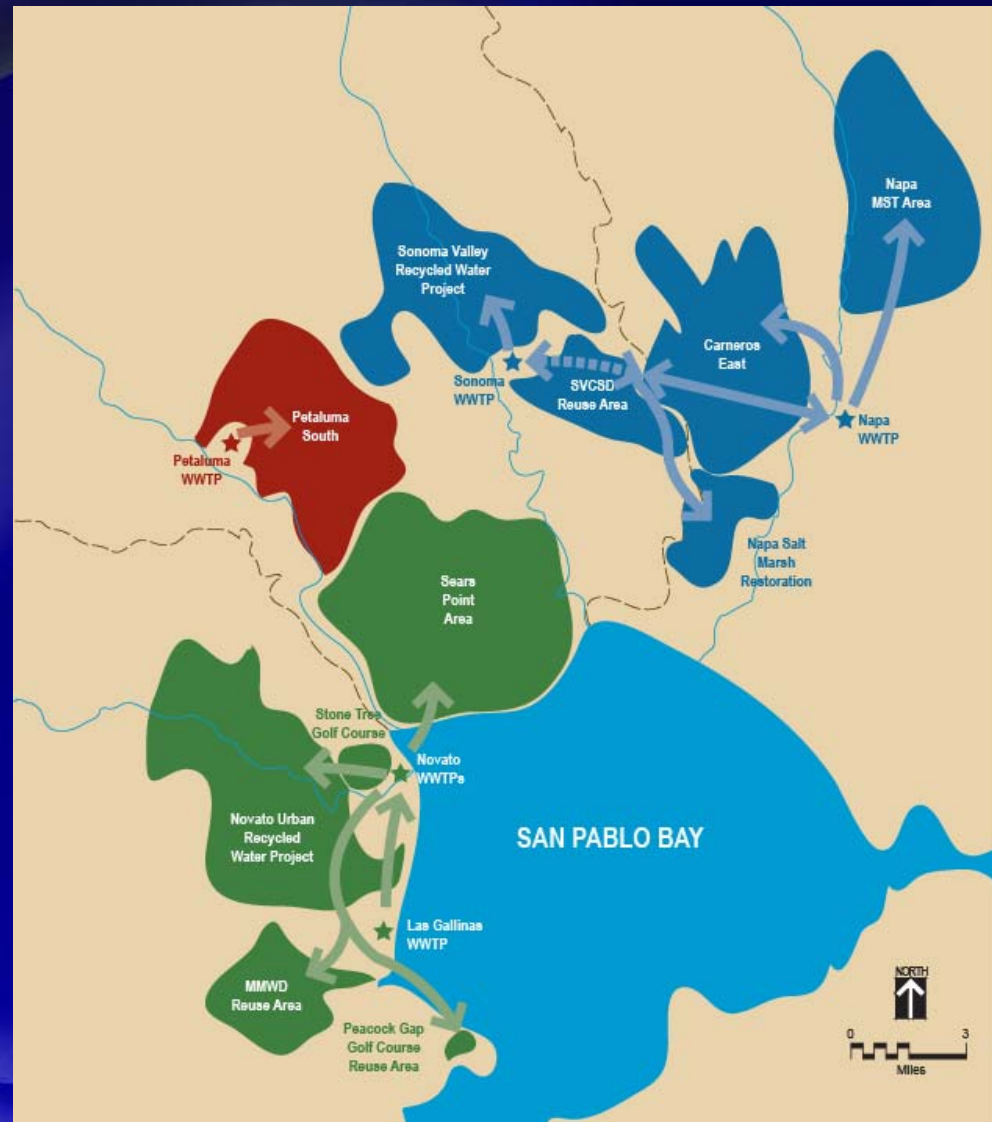 Napa
MST Area
Sonoma Valley
Recycled Water
Project
Carneros
East
Sonoma
WWTP
SVCSD
Reuse Area
Napa
WWTP
Petaluma
South
Petaluma
WWTP
Napa Salt
Marsh
Restoration
Sears
Point
Area
Stone Tree
Golf Course
Novato
WWTPs
Novato Urban
Recycled
Water Project
SAN PABLO BAY
Las Gallinas
WWTP
MMWD
Reuse Area
Peacock Gap
Golf Course
Reuse Area
NORTH
0 3
Miles